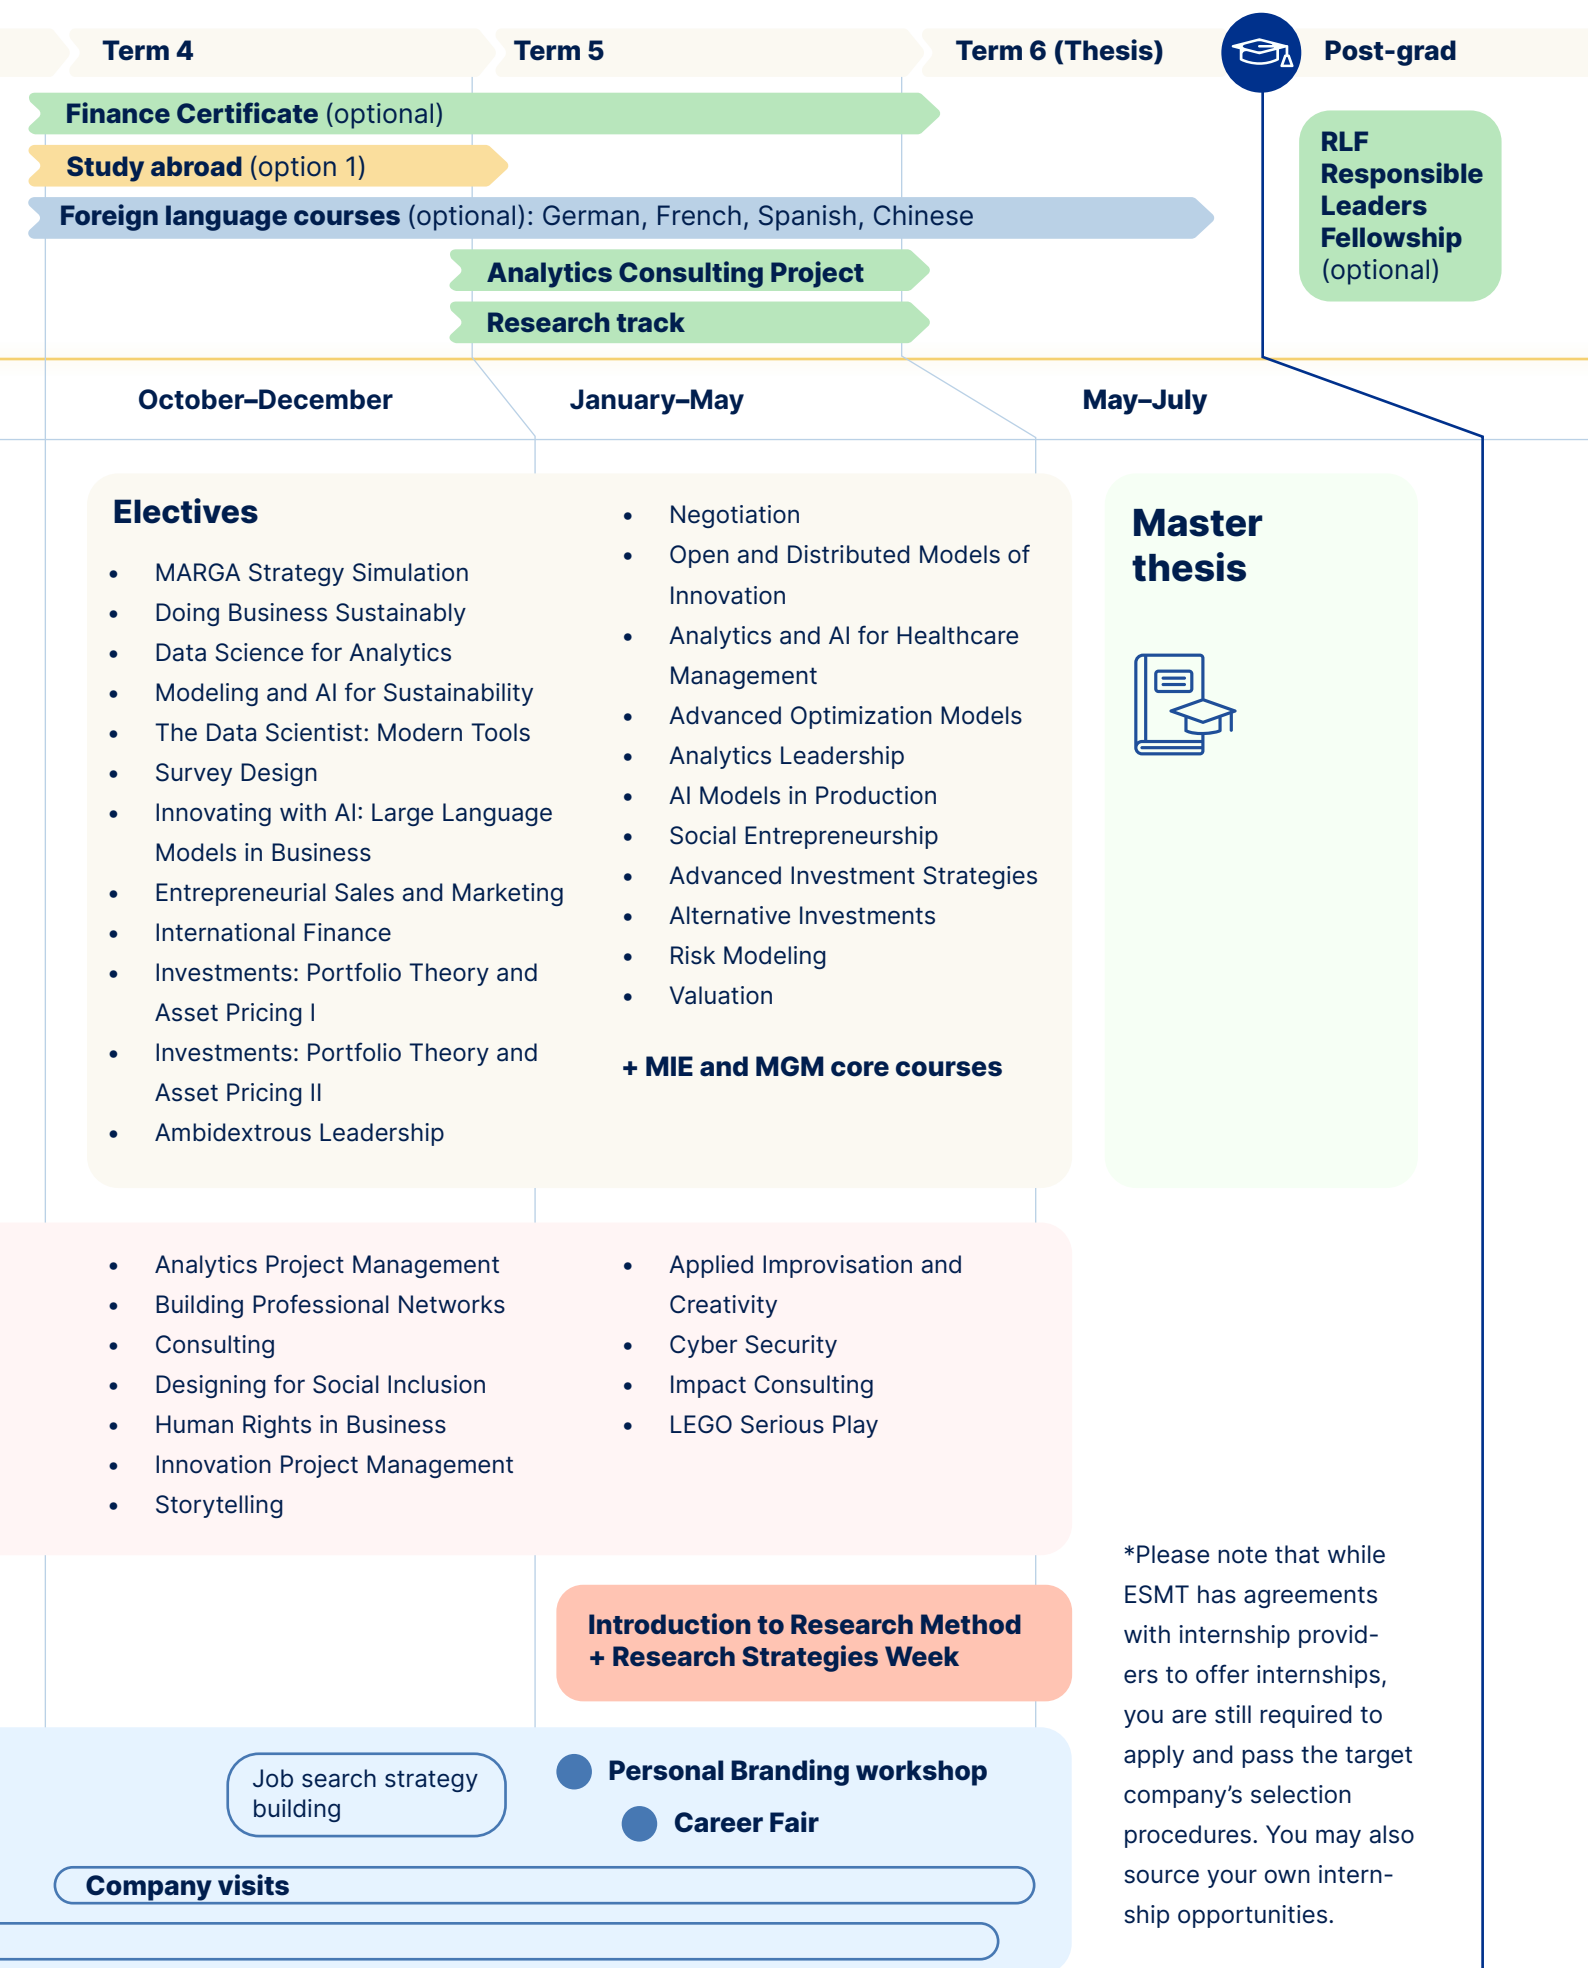 Term 4
Term 5
Term 6 (Thesis)
Post-grad
Finance Certificate (optional)
Study abroad (option 1)
Foreign language courses (optional): German, French, Spanish, Chinese
Analytics Consulting Project
Research track
RLF
Responsible
Leaders
Fellowship
(optional)
October–December
January–May
May–July
Electives
• MARGA Strategy Simulation
• Doing Business Sustainably
• Data Science for Analytics
• Modeling and AI for Sustainability
• The Data Scientist: Modern Tools
• Survey Design
• Innovating with AI: Large Language
Models in Business
• Entrepreneurial Sales and Marketing
• International Finance
• Investments: Portfolio Theory and
Asset Pricing I
• Investments: Portfolio Theory and
Asset Pricing II
• Ambidextrous Leadership
• Negotiation
• Open and Distributed Models of
Innovation
• Analytics and AI for Healthcare
Management
• Advanced Optimization Models
• Analytics Leadership
• AI Models in Production
• Social Entrepreneurship
• Advanced Investment Strategies
• Alternative Investments
• Risk Modeling
• Valuation
+ MIE and MGM core courses
Master
thesis
• Analytics Project Management
• Building Professional Networks
• Consulting
• Designing for Social Inclusion
• Human Rights in Business
• Innovation Project Management
• Storytelling
• Applied Improvisation and
Creativity
• Cyber Security
• Impact Consulting
• LEGO Serious Play
Introduction to Research Method
+ Research Strategies Week
Job search strategy
building
Personal Branding workshop
Career Fair
Company visits
*Please note that while
ESMT has agreements
with internship provid-
ers to offer internships,
you are still required to
apply and pass the target
company’s selection
procedures. You may also
source your own intern-
ship opportunities.